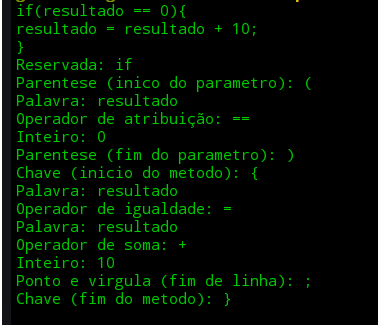 if(resultado == 0){
resultado = resultado + 10;
}
Reservada: if
Parentese (inico do parametro): (
Palavra: resultado
Operador de atribuição: ==
Inteiro: 0
Parentese (fim do parametro): )
Chave (inicio do metodo): {
Palavra: resultado
Operador de igualdade: =
Palavra: resultado
Operador de soma: +
Inteiro: 10
Ponto e virgula (fim de linha): ;
Chave (fim do metodo): }